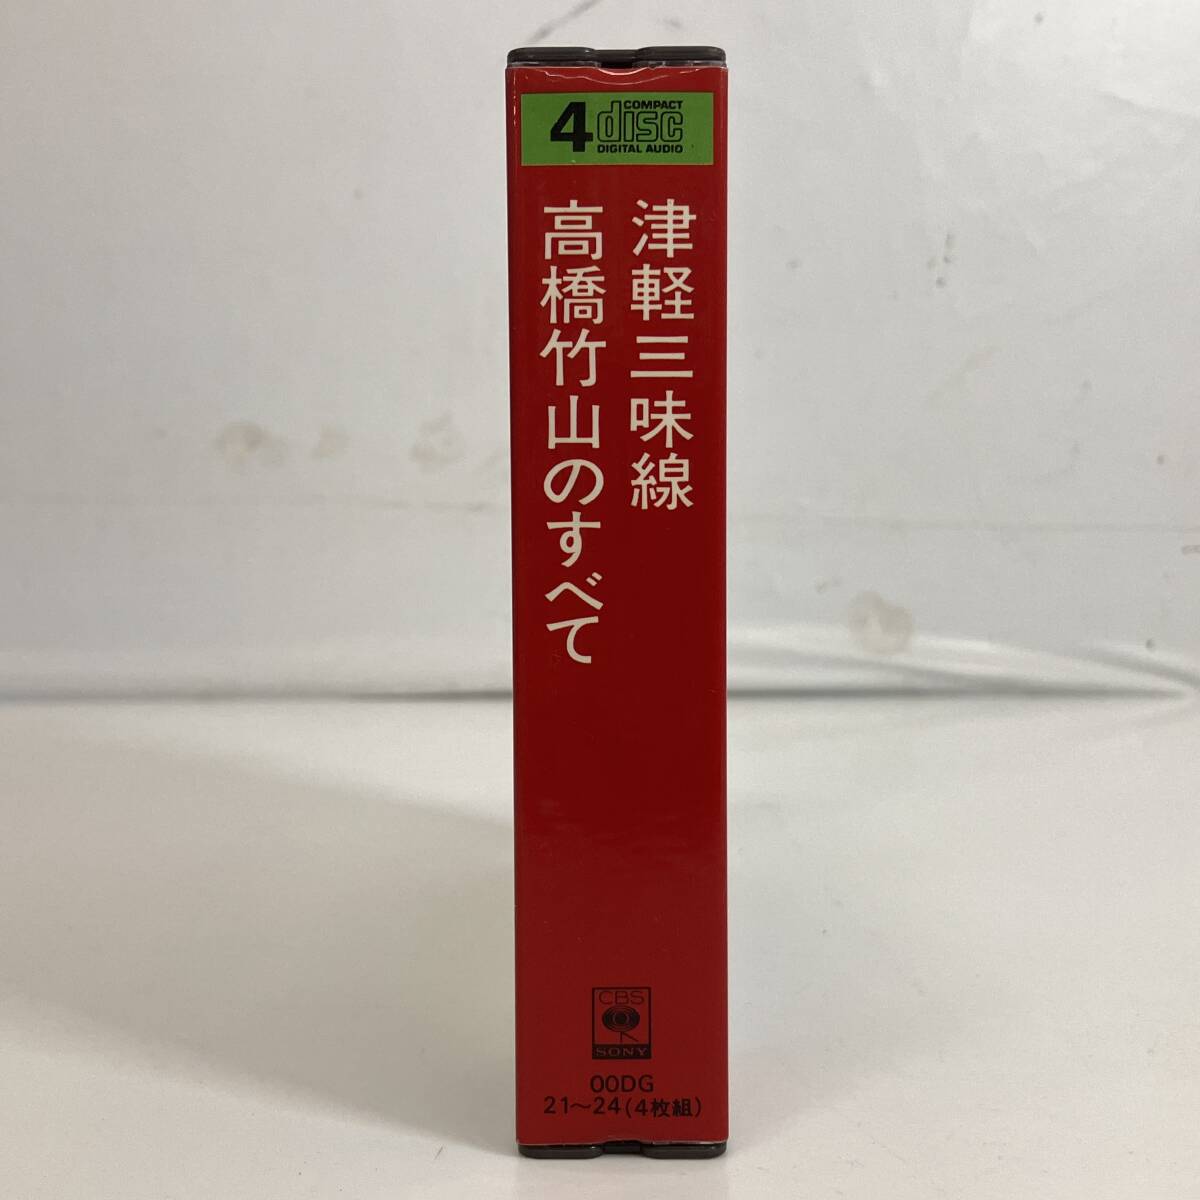 4 COMPACT disc DIGITAL AUDIO
津軽三味線
高橋竹山のすべて
CBS
SONY
00DG
21～24(4枚組)